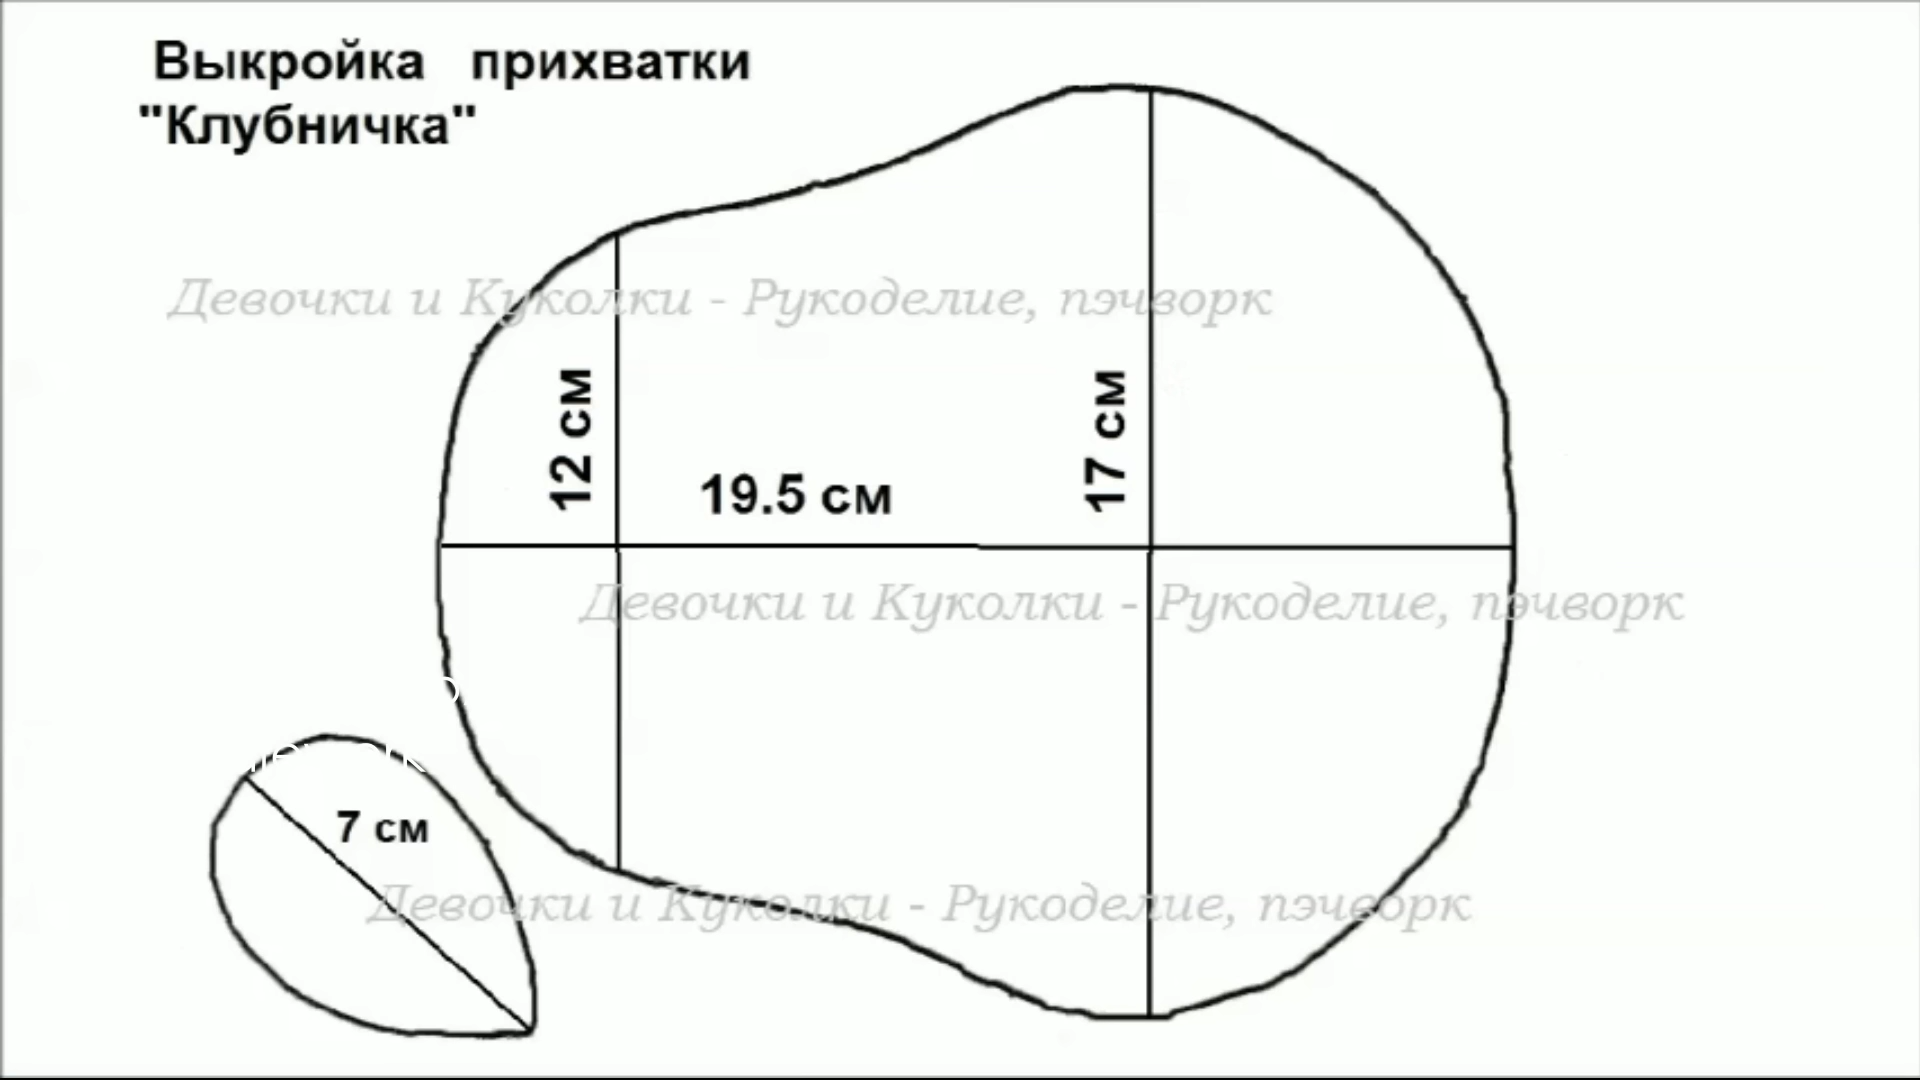 Выкройка прихватки
"Клубничка"
Девочки и Куколки - Рукоделие, пэчворк
12 см
17 см
19.5 см
Девочки и Куколки - Рукоделие, пэчворк
7 см
Девочки и Куколки - Рукоделие, пэчворк